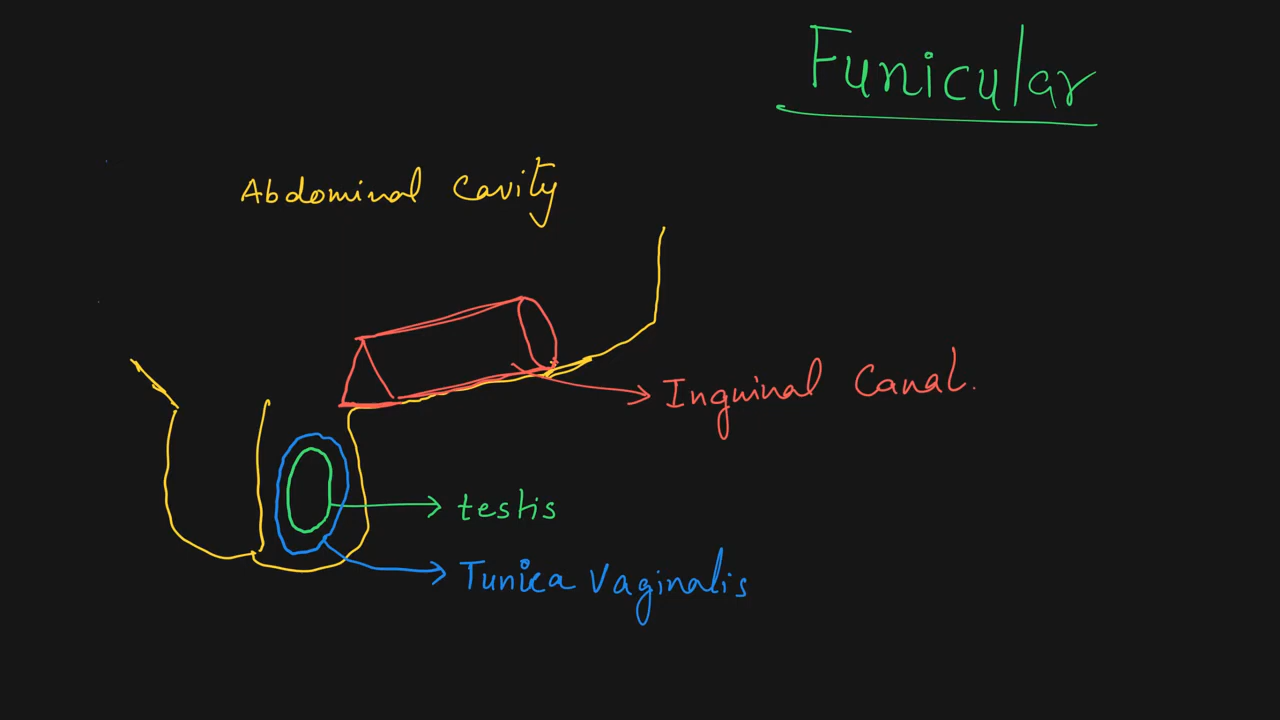 Funicular
Abdominal Cavity
Inguinal Canal.
testis
Tunica Vaginalis